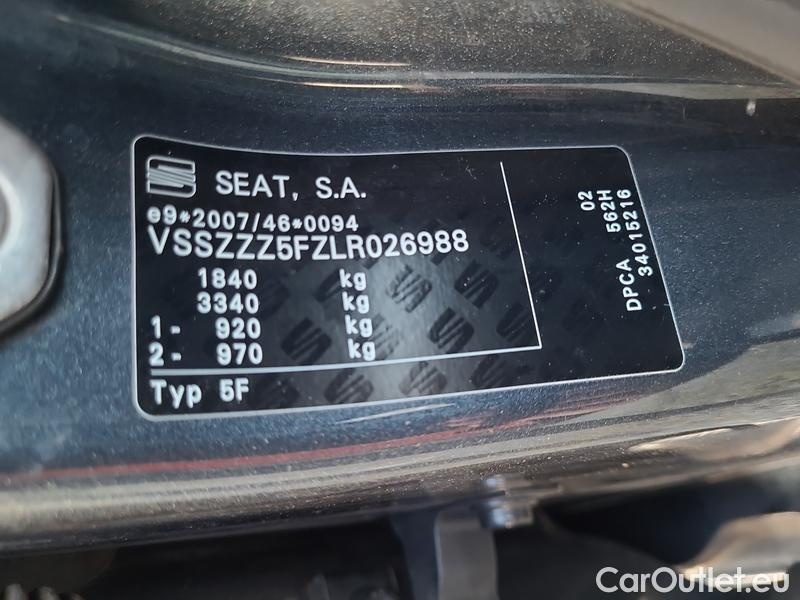 SEAT, S.A.
e9*2007/46*0094
VSSZZZ5FZLR026988
1840 kg
3340 kg
1- 920 kg
2- 970 kg
Typ 5F
02
DPCA 562H
34015216
CarOutlet.eu